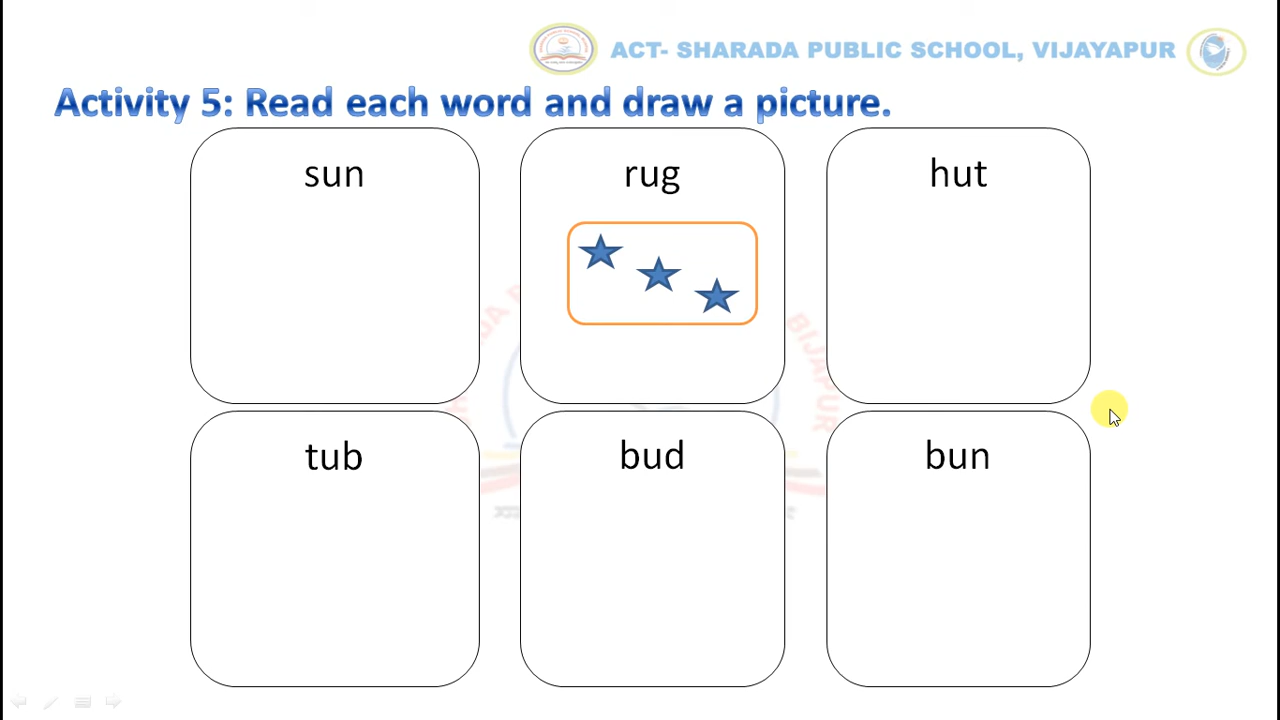 ACT- SHARADA PUBLIC SCHOOL, VIJAYAPUR
Activity 5: Read each word and draw a picture.
sun rug hut
BIJAPUR
tub bud bun